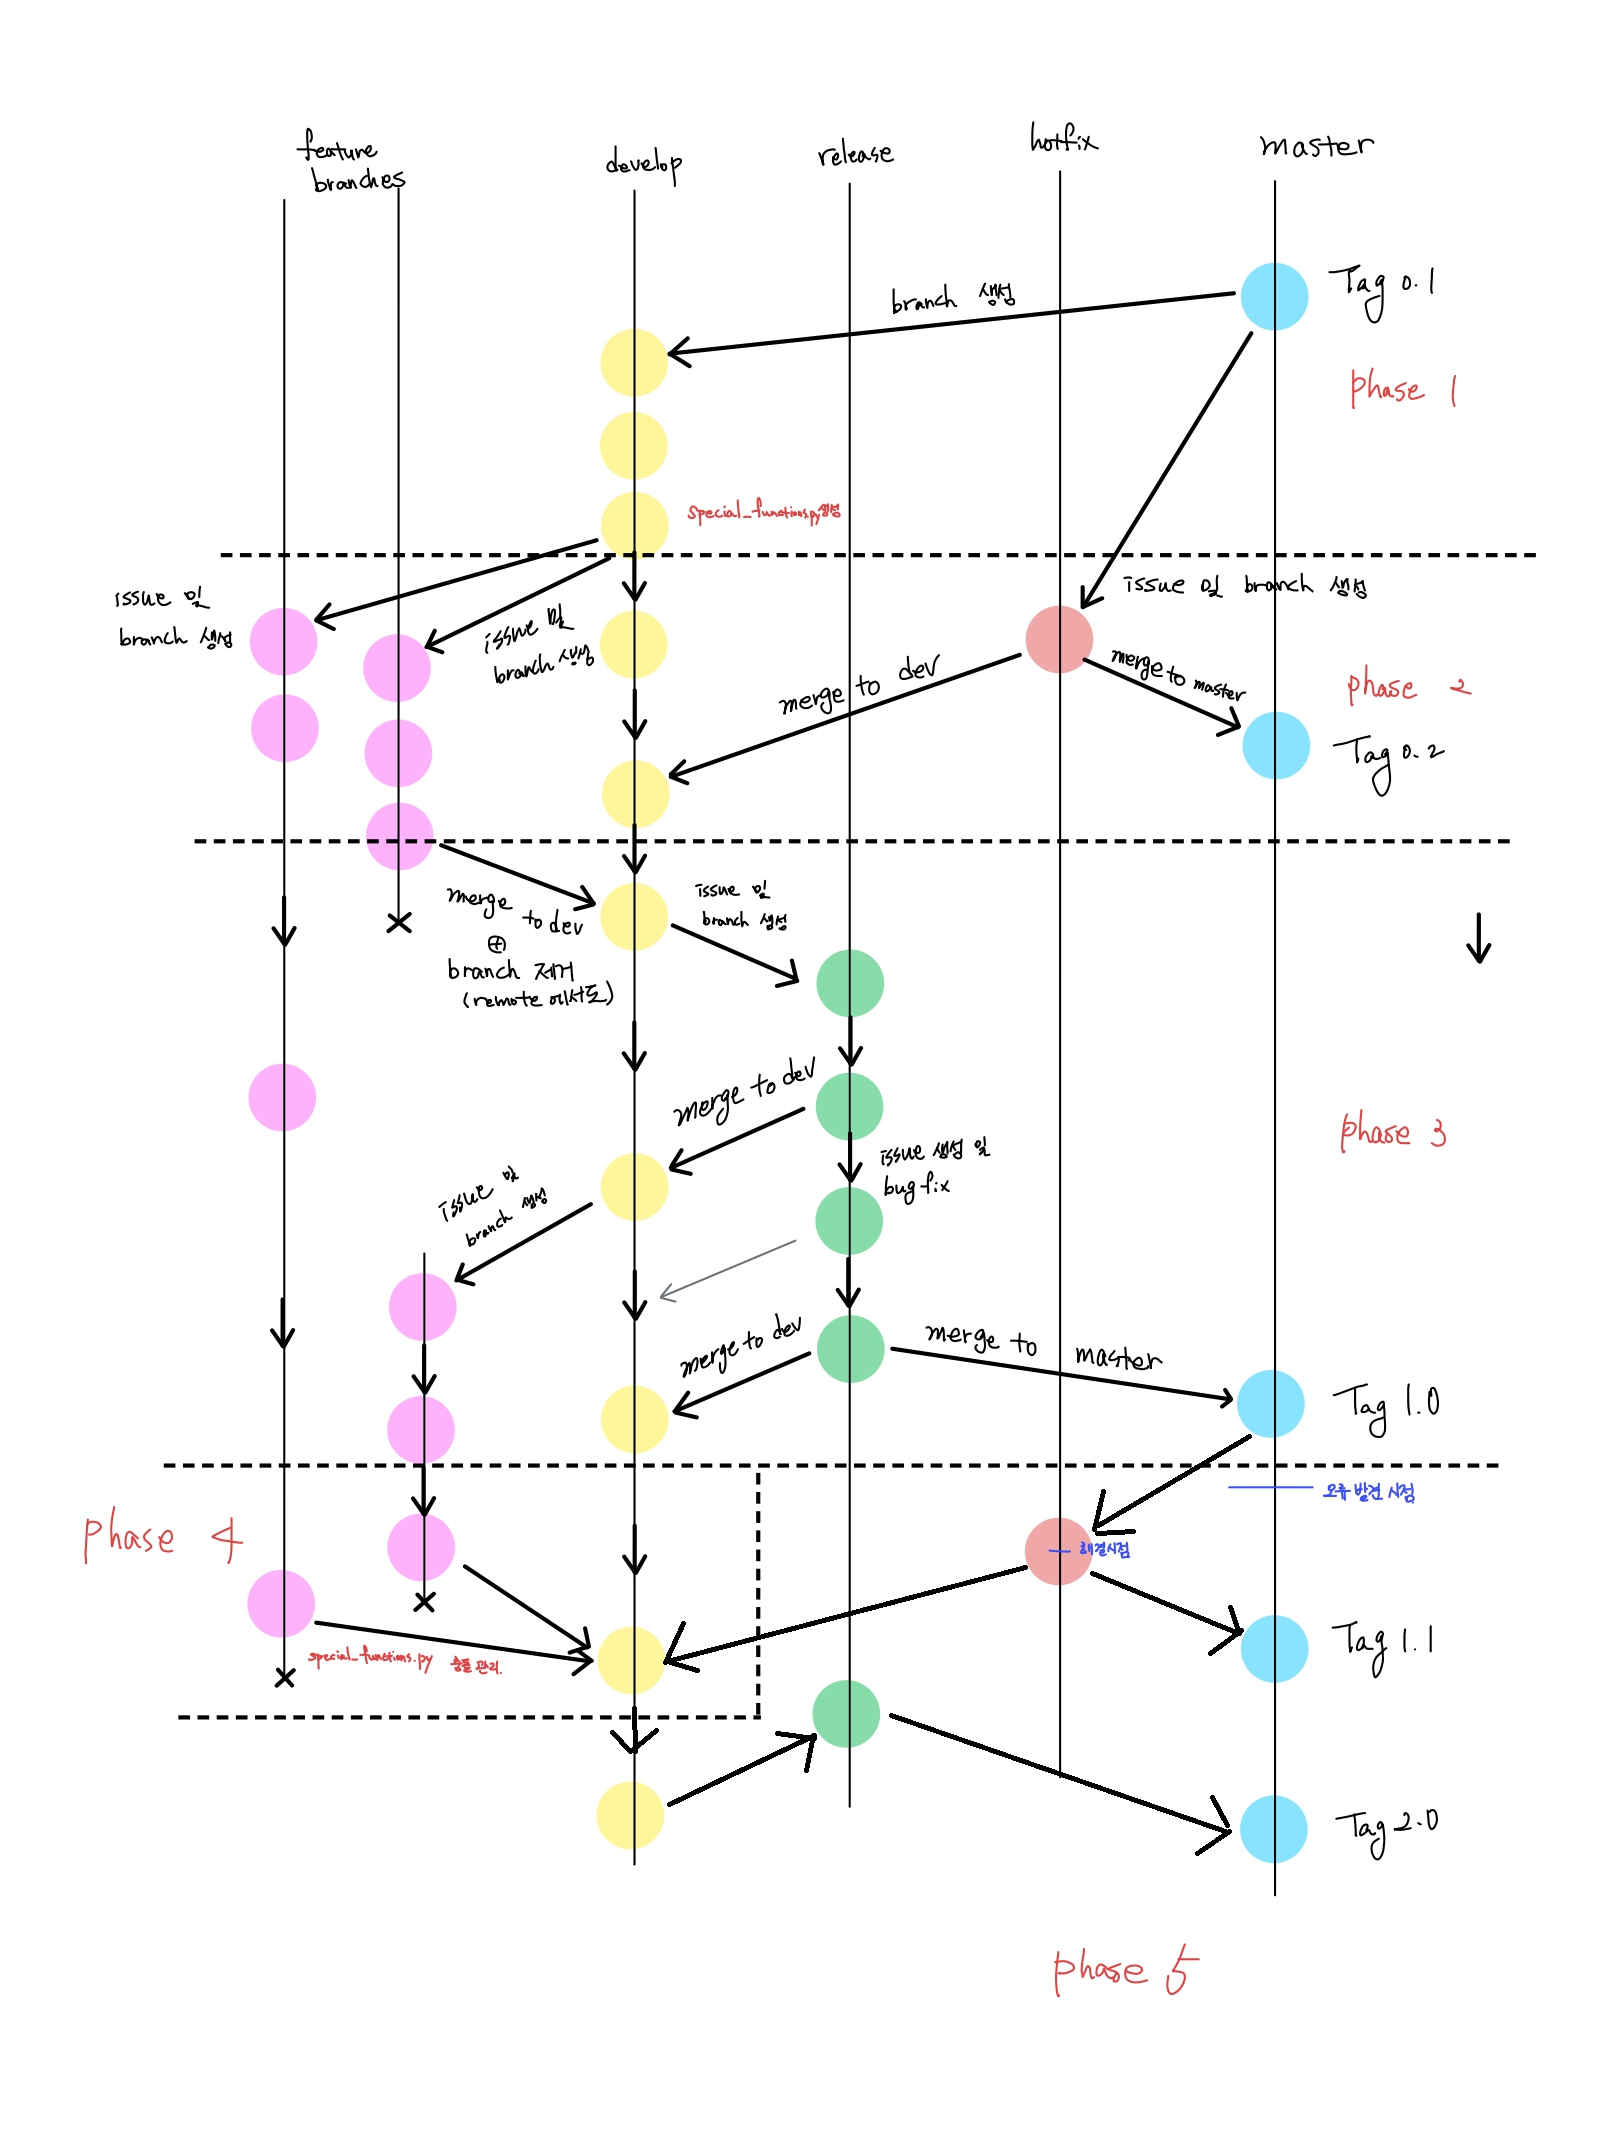 feature
branches
develop
release
hotfix
master
branch 생성
Tag 0.1
phase 1
special_functions.py생성
issue 및
branch 생성
issue 및
branch 생성
issue 및 branch 생성
merge to dev
merge to master
phase 2
Tag 0.2
merge
to dev
branch 제거
(remote 에서도)
issue 및
branch 생성
merge to dev
phase 3
issue 생성 및
bugfix
issue 및
branch 생성
merge to dev
merge to master
Tag 1.0
오류 발견 시점
phase 4
해결시점
special_functions.py 충돌 관리.
Tag 1.1
Tag 2.0
phase 5